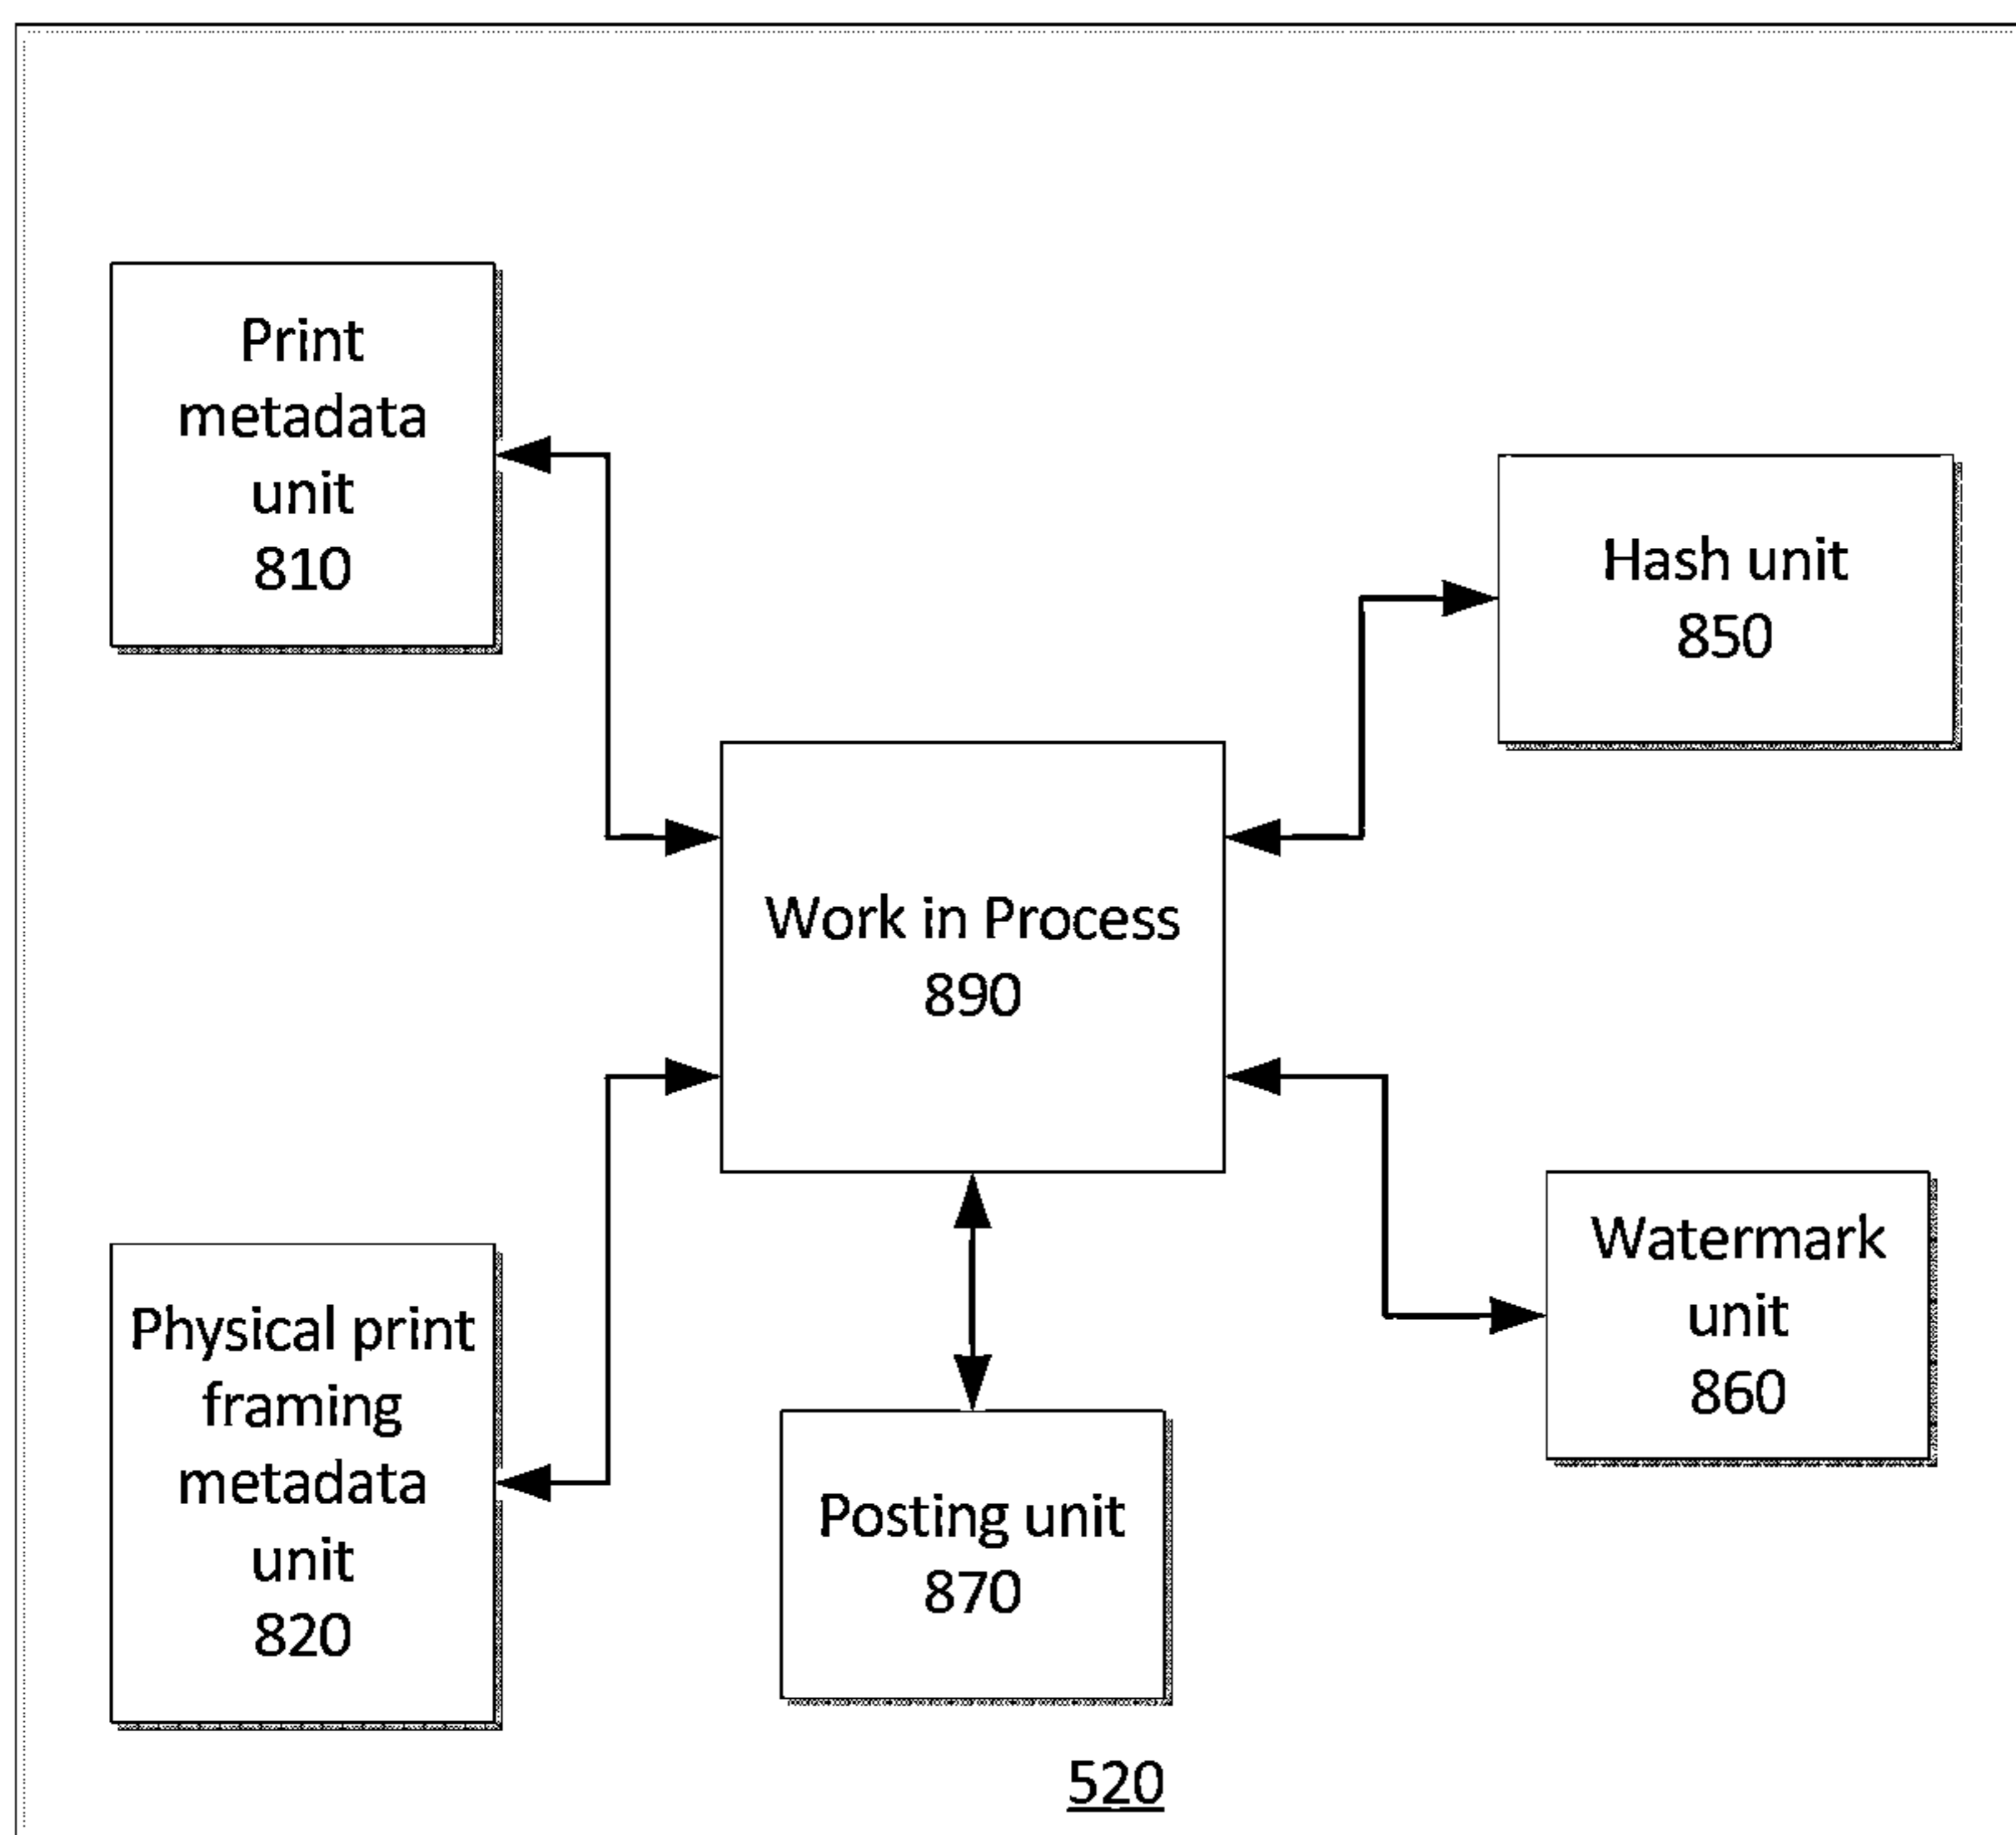 Print
metadata
unit
810
Hash unit
850
Work in Process
890
Physical print
framing
metadata
unit
820
Posting unit
870
Watermark
unit
860
520